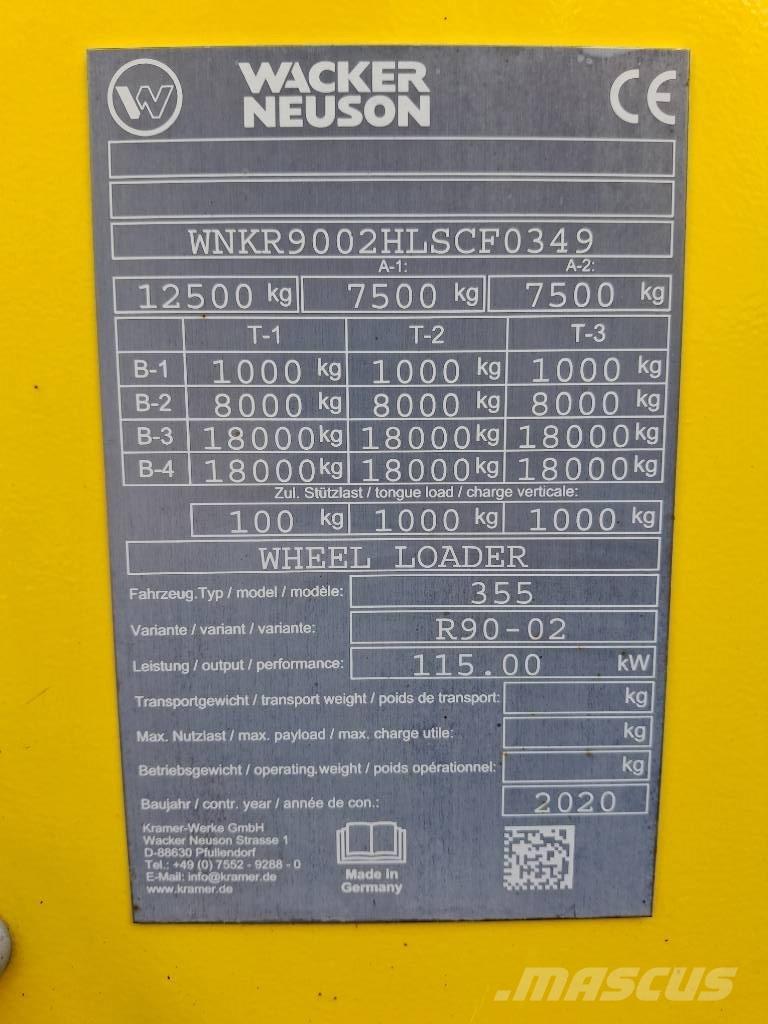 WACKER
NEUSON
CE
WNKR9002HLSCF0349
A-1: A-2:
12500 kg 7500 kg 7500 kg
T-1 T-2 T-3
B-1 1000 kg 1000 kg 1000 kg
B-2 8000 kg 8000 kg 8000 kg
B-3 18000 kg 18000 kg 18000 kg
B-4 18000 kg 18000 kg 18000 kg
Zul. Stützlast / tongue load / charge verticale:
100 kg 1000 kg 1000 kg
WHEEL LOADER
Fahrzeug.Typ / model / modèle: 355
Variante / variant / variante: R90-02
Leistung / output / performance: 115.00 kW
Transportgewicht / transport weight / poids de transport: kg
Max. Nutzlast / max. payload / max. charge utile: kg
Betriebsgewicht / operating.weight / poids opérationnel: kg
Baujahr / contr. year / année de con.: 2020
Kramer-Werke GmbH
Wacker Neuson Strasse 1
D-88630 Pfullendorf
Tel.: +49 (0) 7552 - 9288 - 0
E-Mail: info@kramer.de
www.kramer.de
Made in
Germany
MASCUS